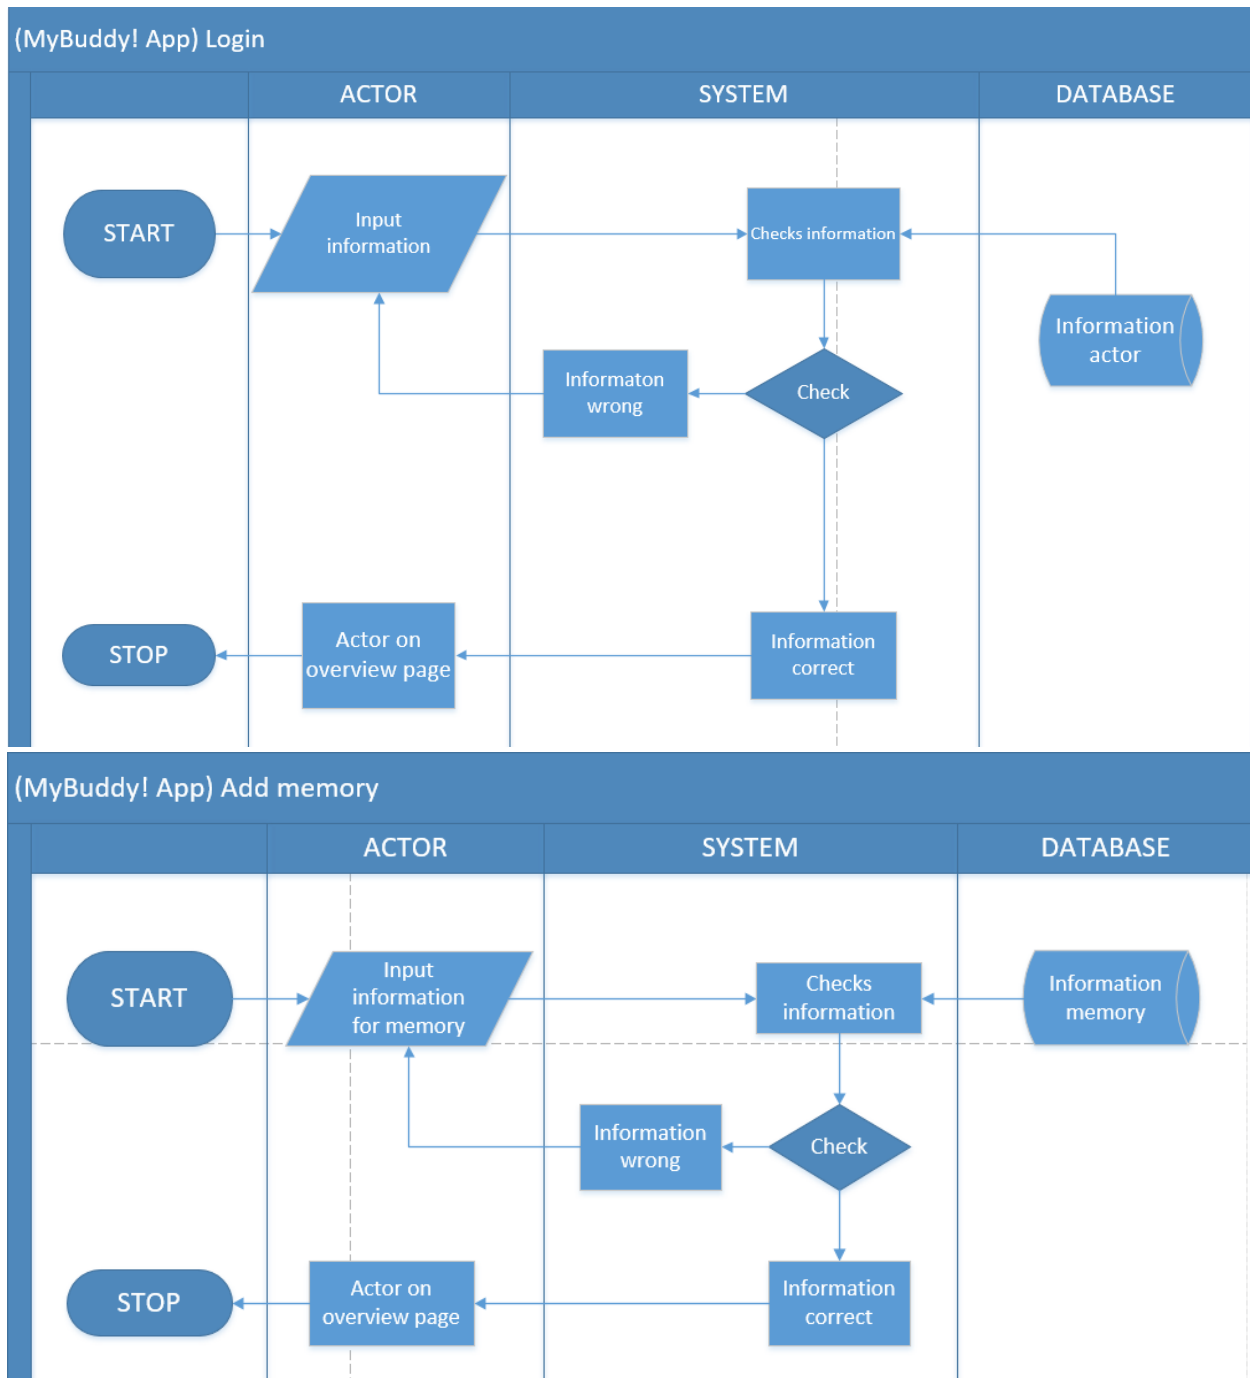 (MyBuddy! App) Login
ACTOR
SYSTEM
DATABASE
START
Input
information
Checks information
Information
actor
Informaton
wrong
Check
STOP
Actor on
overview page
Information
correct
(MyBuddy! App) Add memory
ACTOR
SYSTEM
DATABASE
START
Input
information
for memory
Checks
information
Information
memory
Information
wrong
Check
STOP
Actor on
overview page
Information
correct